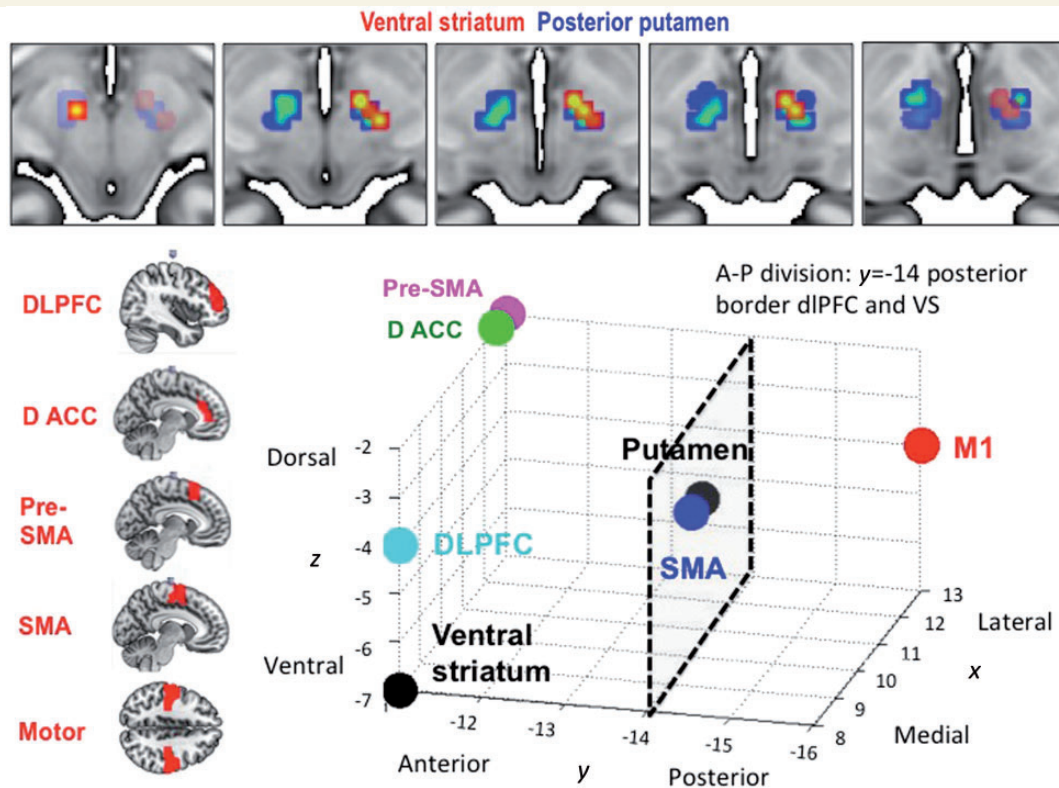 Ventral striatum Posterior putamen
DLPFC
D ACC
Pre-
SMA
SMA
Motor
A-P division: y=-14 posterior
border dlPFC and VS
Pre-SMA
D ACC
Putamen
M1
DLPFC
SMA
Ventral
striatum
Dorsal
z
Ventral
-2
-3
-4
-5
-6
-7
-12
-13
-14
-15
-16
Anterior
y
Posterior
8
9
10
11
12
13
Lateral
x
Medial